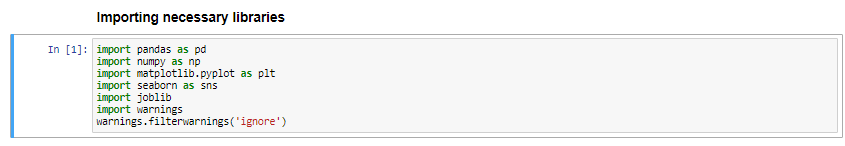 Importing necessary libraries
In [1]: import pandas as pd
import numpy as np
import matplotlib.pyplot as plt
import seaborn as sns
import joblib
import warnings
warnings.filterwarnings('ignore')